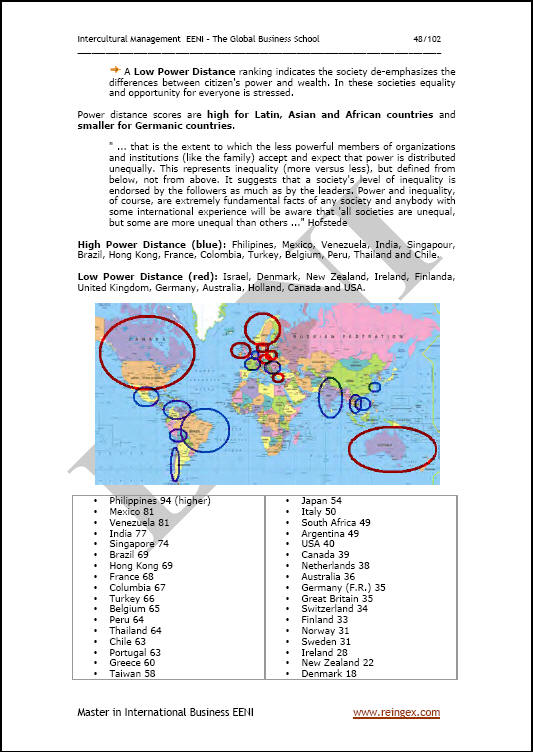 Intercultural Management  EENI - The Global Business School 48/102
A Low Power Distance ranking indicates the society de-emphasizes the
differences between citizen's power and wealth. In these societies equality
and opportunity for everyone is stressed.
Power distance scores are high for Latin, Asian and African countries and
smaller for Germanic countries.
" ... that is the extent to which the less powerful members of organizations
and institutions (like the family) accept and expect that power is distributed
unequally. This represents inequality (more versus less), but defined from
below, not from above. It suggests that a society's level of inequality is
endorsed by the followers as much as by the leaders. Power and inequality,
of course, are extremely fundamental facts of any society and anybody with
some international experience will be aware that 'all societies are unequal,
but some are more unequal than others ..." Hofstede
High Power Distance (blue): Fhilipines, Mexico, Venezuela, India, Singapour,
Brazil, Hong Kong, France, Colombia, Turkey, Belgium, Peru, Thailand and Chile.
Low Power Distance (red): Israel, Denmark, New Zealand, Ireland, Finlanda,
United Kingdom, Germany, Australia, Holland, Canada and USA.
CANADA
RUSSIAN FEDERATION
• Philippines 94 (higher)
• Mexico 81
• Venezuela 81
• India 77
• Singapore 74
• Brazil 69
• Hong Kong 69
• France 68
• Columbia 67
• Turkey 66
• Belgium 65
• Peru 64
• Thailand 64
• Chile 63
• Portugal 63
• Greece 60
• Taiwan 58
• Japan 54
• Italy 50
• South Africa 49
• Argentina 49
• USA 40
• Canada 39
• Netherlands 38
• Australia 36
• Germany (F.R.) 35
• Great Britain 35
• Switzerland 34
• Finland 33
• Norway 31
• Sweden 31
• Ireland 28
• New Zealand 22
• Denmark 18
Master in International Business EENI www.reingex.com
EENI